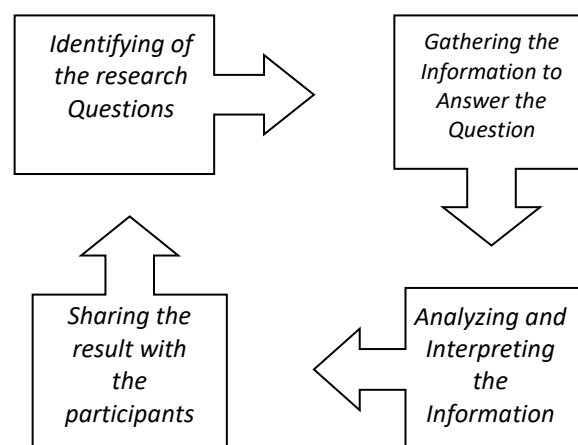 Identifying of
the research
Questions
Gathering the
Information to
Answer the
Question
Analyzing and
Interpreting
the
Information
Sharing the
result with
the
participants